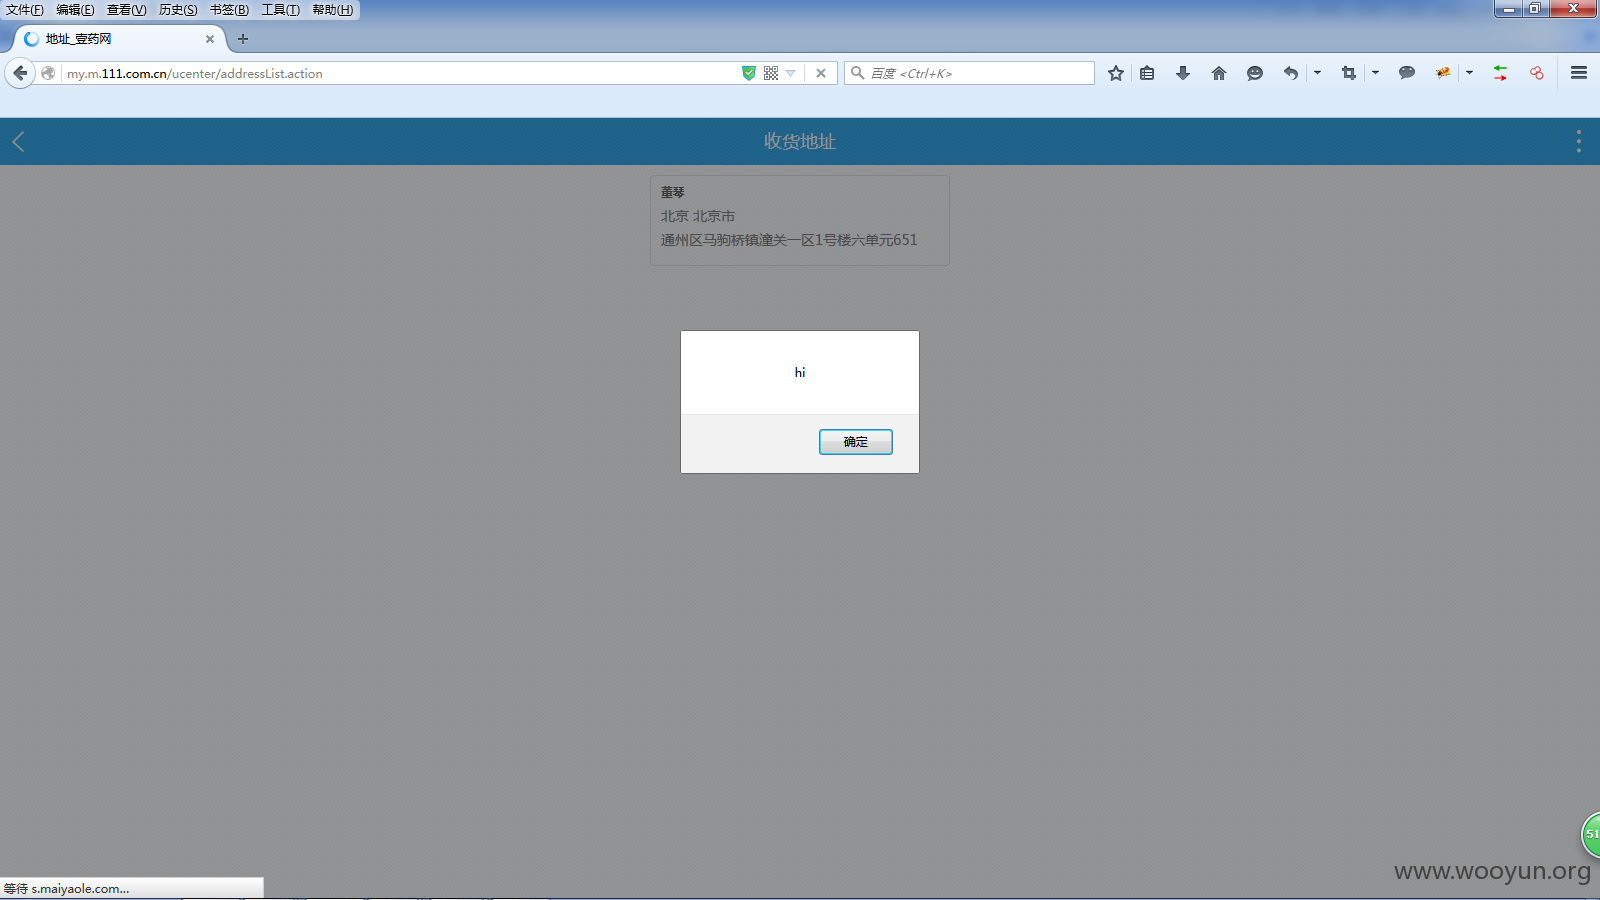 文件(F) 编辑(E) 查看(V) 历史(S) 书签(B) 工具(T) 帮助(H)
地址_壹药网
my.m.111.com.cn/ucenter/addressList.action
百度 <Ctrl+K>
收货地址
董琴
北京 北京市
通州区马驹桥镇潼关一区1号楼六单元651
hi
确定
51
www.wooyun.org
等待 s.maiyaole.com...